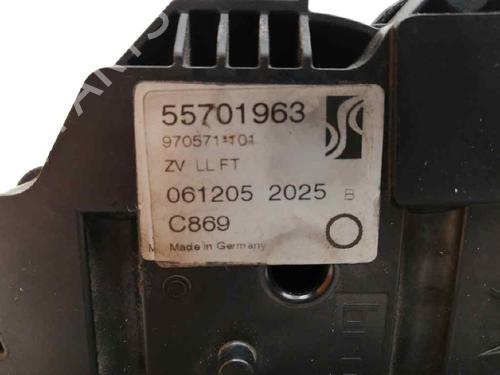 55701963
970571-101
ZV LL FT
061205 2025 B
C869
Made in Germany